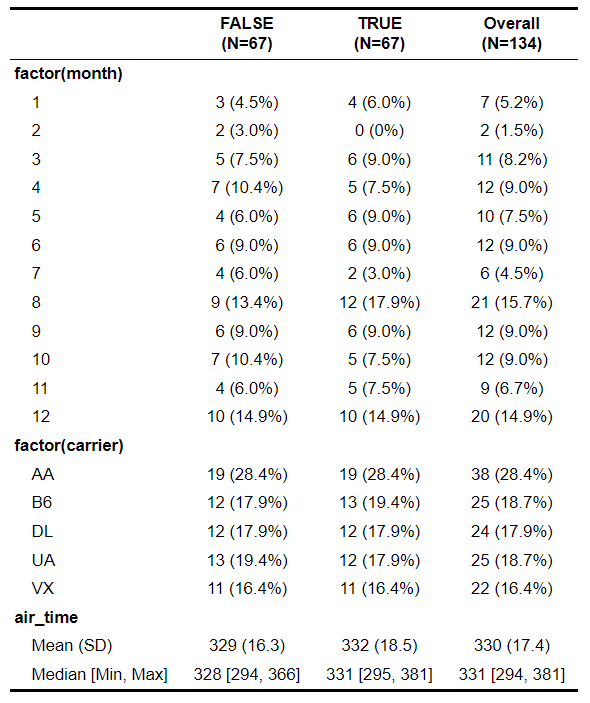 FALSE TRUE Overall
(N=67) (N=67) (N=134)
factor(month)
1 3 (4.5%) 4 (6.0%) 7 (5.2%)
2 2 (3.0%) 0 (0%) 2 (1.5%)
3 5 (7.5%) 6 (9.0%) 11 (8.2%)
4 7 (10.4%) 5 (7.5%) 12 (9.0%)
5 4 (6.0%) 6 (9.0%) 10 (7.5%)
6 6 (9.0%) 6 (9.0%) 12 (9.0%)
7 4 (6.0%) 2 (3.0%) 6 (4.5%)
8 9 (13.4%) 12 (17.9%) 21 (15.7%)
9 6 (9.0%) 6 (9.0%) 12 (9.0%)
10 7 (10.4%) 5 (7.5%) 12 (9.0%)
11 4 (6.0%) 5 (7.5%) 9 (6.7%)
12 10 (14.9%) 10 (14.9%) 20 (14.9%)
factor(carrier)
AA 19 (28.4%) 19 (28.4%) 38 (28.4%)
B6 12 (17.9%) 13 (19.4%) 25 (18.7%)
DL 12 (17.9%) 12 (17.9%) 24 (17.9%)
UA 13 (19.4%) 12 (17.9%) 25 (18.7%)
VX 11 (16.4%) 11 (16.4%) 22 (16.4%)
air_time
Mean (SD) 329 (16.3) 332 (18.5) 330 (17.4)
Median [Min, Max] 328 [294, 366] 331 [295, 381] 331 [294, 381]